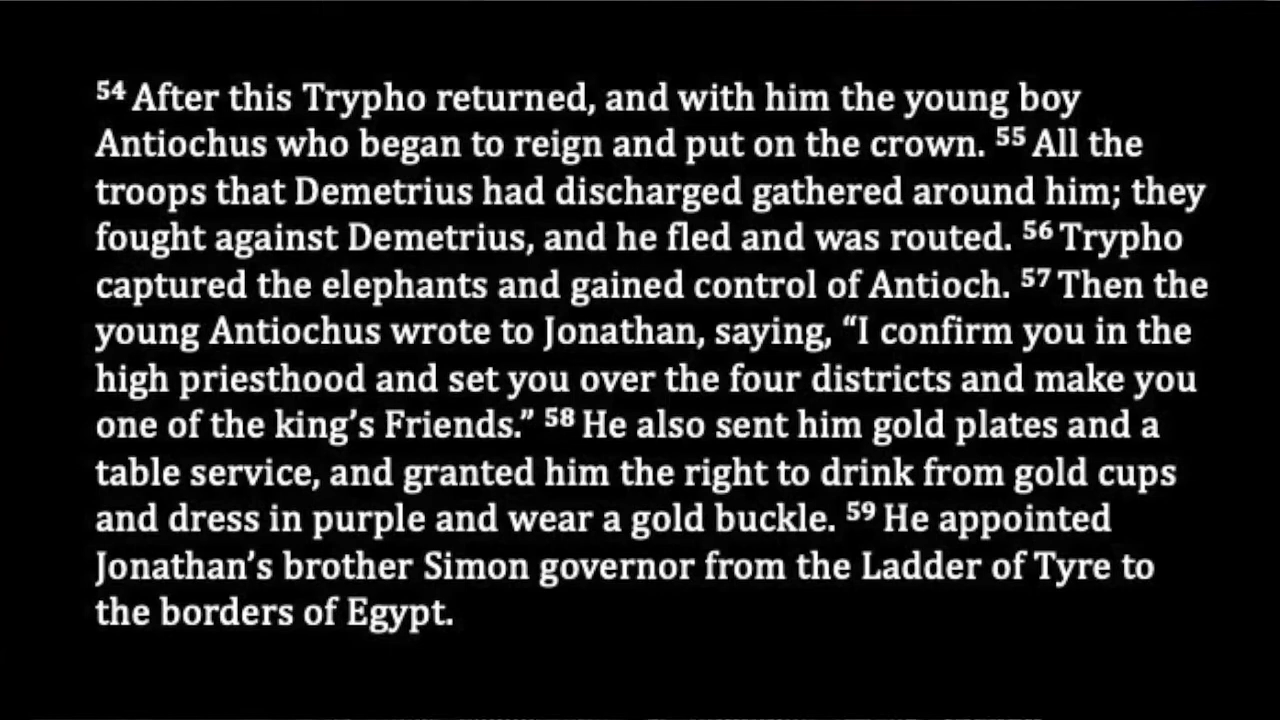 54 After this Trypho returned, and with him the young boy
Antiochus who began to reign and put on the crown. 55 All the
troops that Demetrius had discharged gathered around him; they
fought against Demetrius, and he fled and was routed. 56 Trypho
captured the elephants and gained control of Antioch. 57 Then the
young Antiochus wrote to Jonathan, saying, “I confirm you in the
high priesthood and set you over the four districts and make you
one of the king’s Friends.” 58 He also sent him gold plates and a
table service, and granted him the right to drink from gold cups
and dress in purple and wear a gold buckle. 59 He appointed
Jonathan’s brother Simon governor from the Ladder of Tyre to
the borders of Egypt.